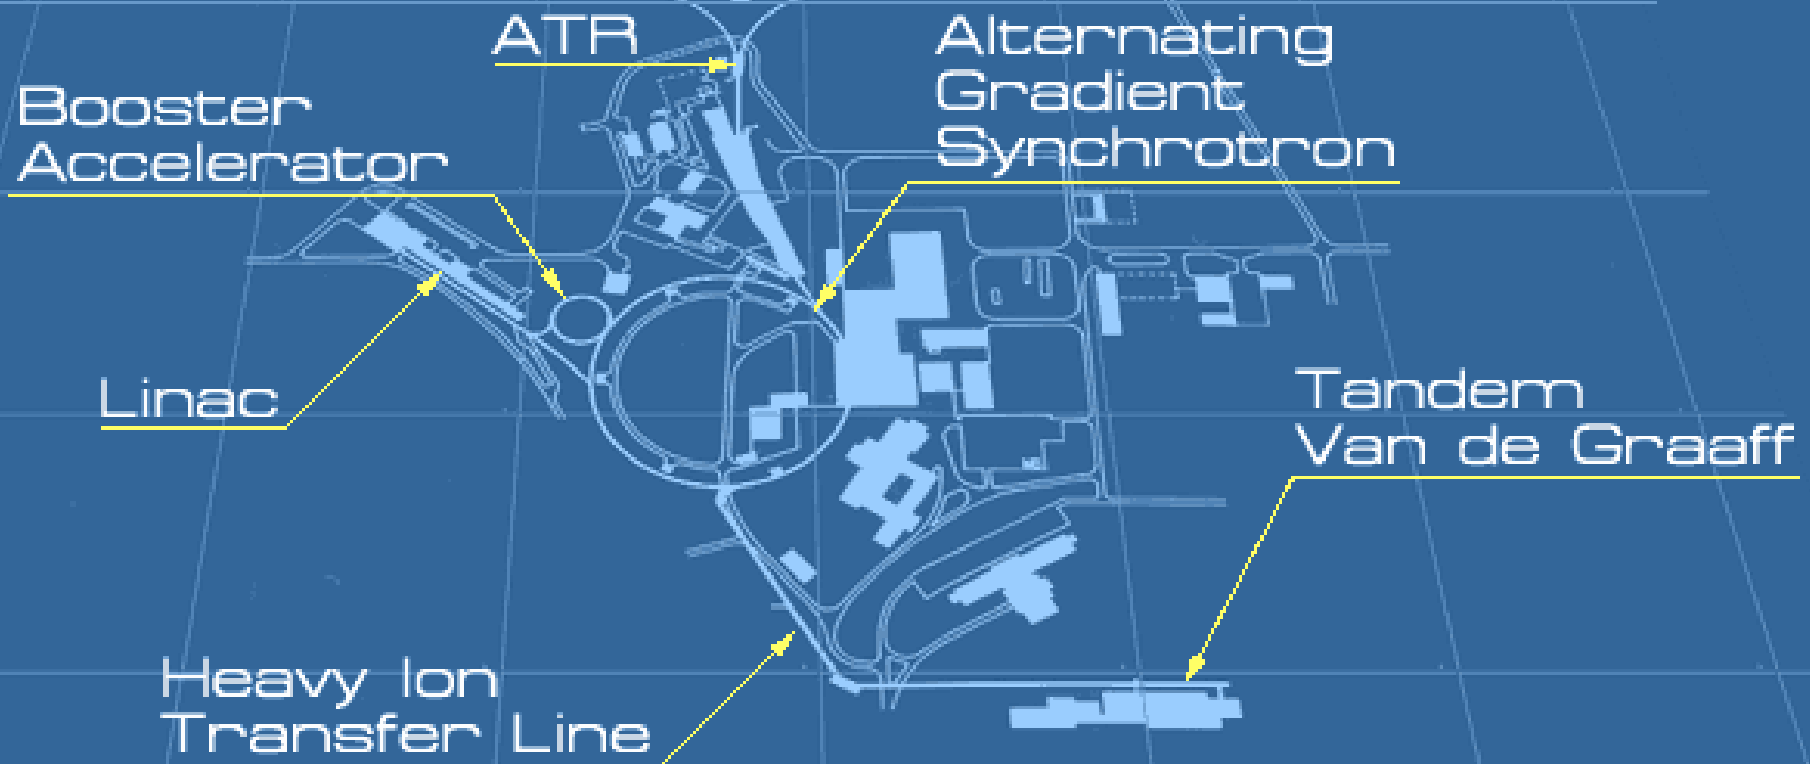 ATR
Alternating
Gradient
Synchrotron
Booster
Accelerator
Linac
Tandem
Van de Graaff
Heavy Ion
Transfer Line